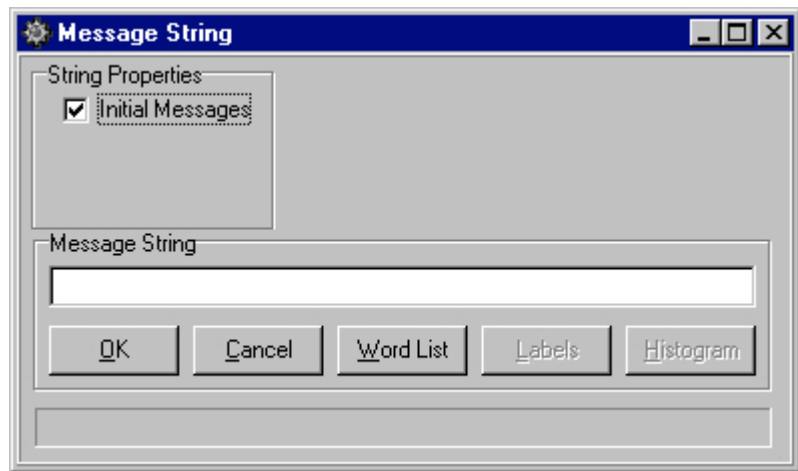 Message String
String Properties
Initial Messages
Message String
OK Cancel Word List Labels Histogram